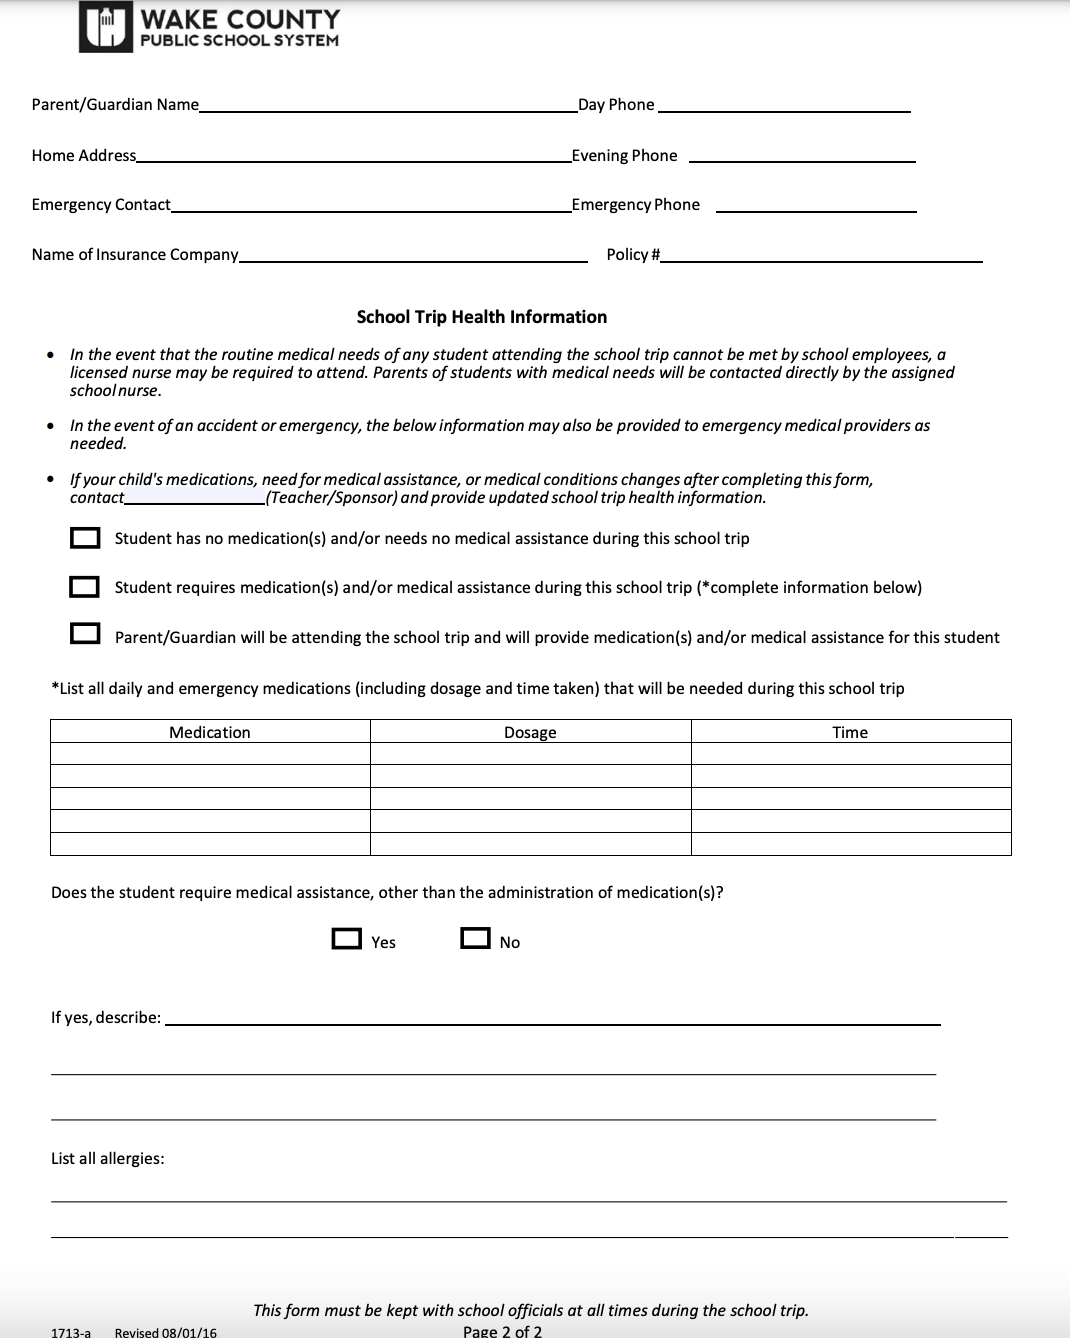 WAKE COUNTY
PUBLIC SCHOOL SYSTEM
Parent/Guardian Name Day Phone
Home Address Evening Phone
Emergency Contact Emergency Phone
Name of Insurance Company Policy #
School Trip Health Information
• In the event that the routine medical needs of any student attending the school trip cannot be met by school employees, a
licensed nurse may be required to attend. Parents of students with medical needs will be contacted directly by the assigned
school nurse.
• In the event of an accident or emergency, the below information may also be provided to emergency medical providers as
needed.
• If your child's medications, need for medical assistance, or medical conditions changes after completing this form,
contact (Teacher/Sponsor) and provide updated school trip health information.
Student has no medication(s) and/or needs no medical assistance during this school trip
Student requires medication(s) and/or medical assistance during this school trip (*complete information below)
Parent/Guardian will be attending the school trip and will provide medication(s) and/or medical assistance for this student
*List all daily and emergency medications (including dosage and time taken) that will be needed during this school trip
Medication Dosage Time
Does the student require medical assistance, other than the administration of medication(s)?
Yes No
If yes, describe:
List all allergies:
This form must be kept with school officials at all times during the school trip.
1713-a Revised 08/01/16 Page 2 of 2